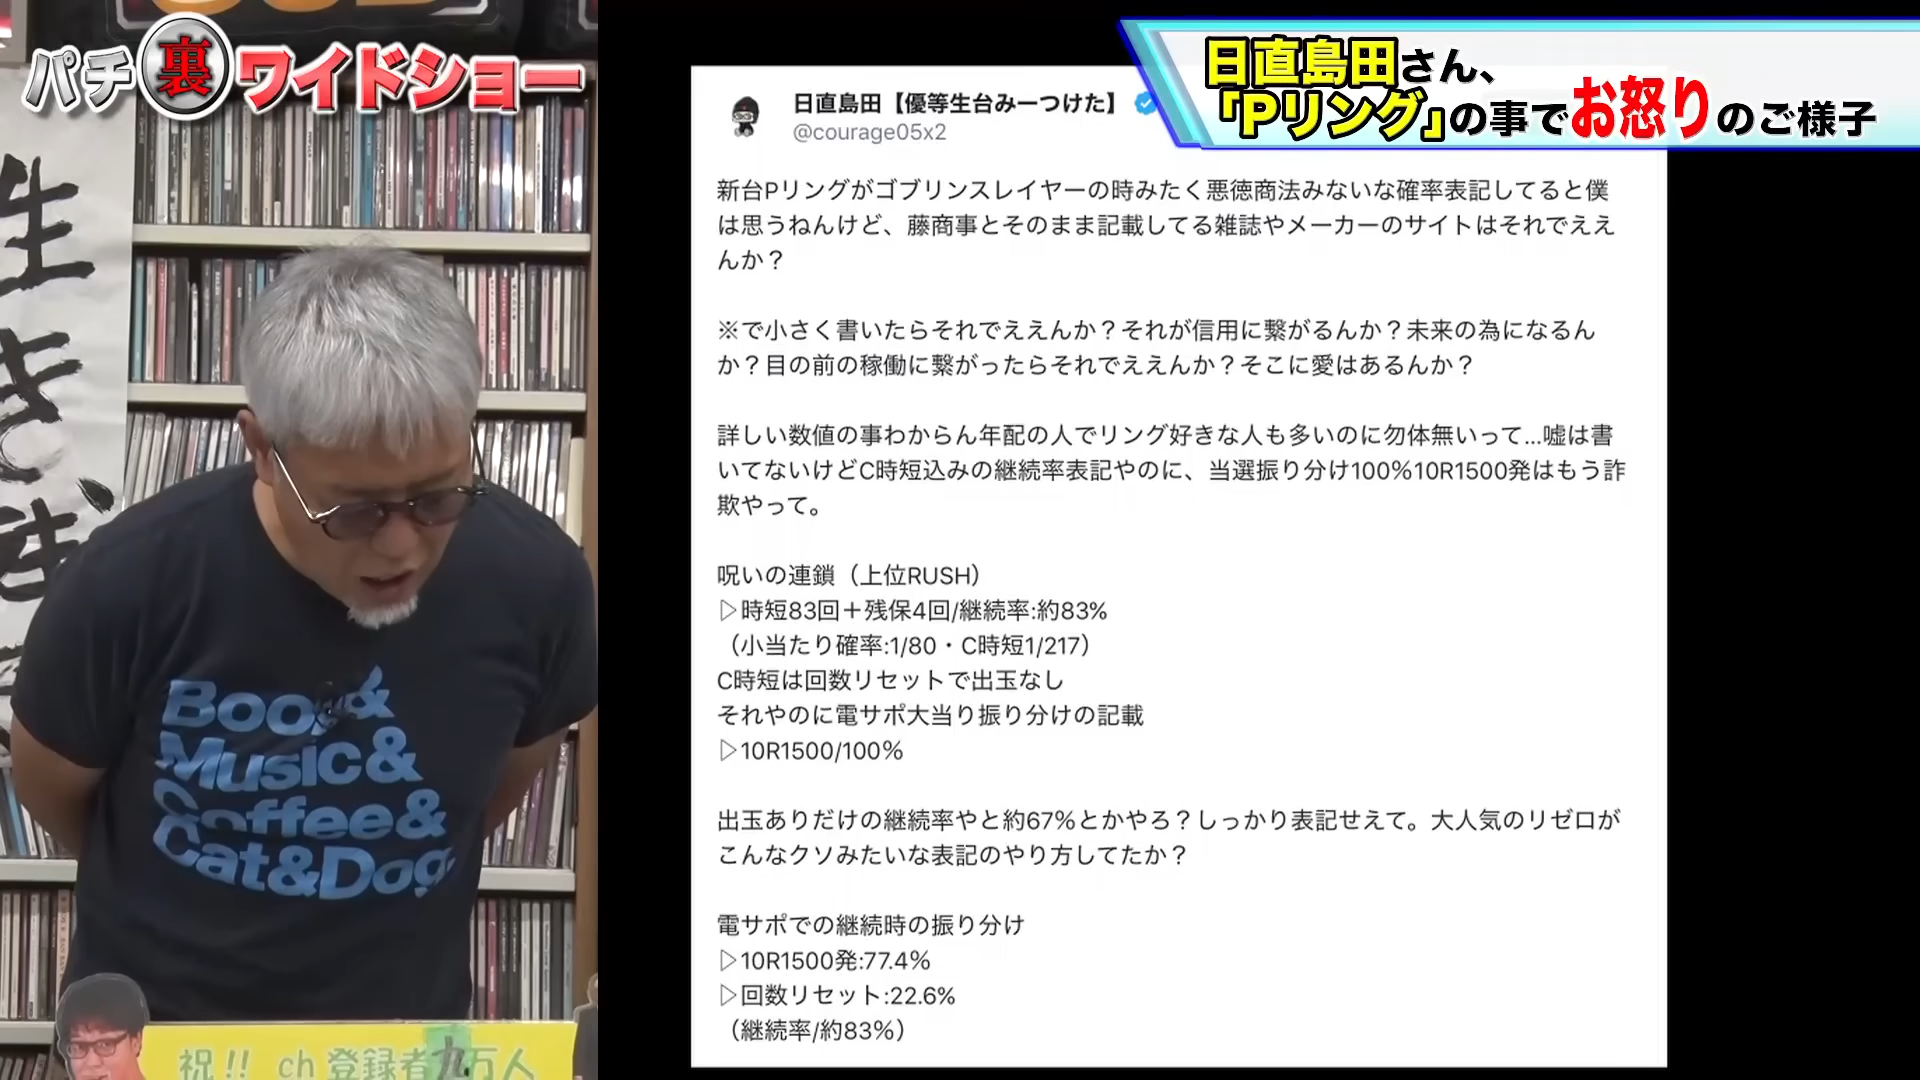 パチ裏ワイドショー
日直島田さん、
「Pリング」の事でお怒りのご様子
日直島田【優等生台みーつけた】
@courage05x2
新台Pリングがゴブリンスレイヤーの時みたく悪徳商法みないな確率表記してると僕
は思うねんけど、藤商事とそのまま記載してる雑誌やメーカーのサイトはそれでええ
んか？
※で小さく書いたらそれでええんか？それが信用に繋がるんか？未来の為になるん
か？目の前の稼働に繋がったらそれでええんか？そこに愛はあるんか？
詳しい数値の事わからん年配の人でリング好きな人も多いのに勿体無いって...嘘は書
いてないけどC時短込みの継続率表記やのに、当選振り分け100%10R1500発はもう詐
欺やって。
呪いの連鎖（上位RUSH）
▷時短83回＋残保4回/継続率:約83%
（小当たり確率:1/80・C時短1/217）
C時短は回数リセットで出玉なし
それやのに電サポ大当り振り分けの記載
▷10R1500/100%
出玉ありだけの継続率やと約67%とかやろ？しっかり表記せえて。大人気のリゼロが
こんなクソみたいな表記のやり方してたか？
電サポでの継続時の振り分け
▷10R1500発:77.4%
▷回数リセット:22.6%
（継続率/約83%）
生き
Book&
Music&
Coffee&
Cat&Dog
祝!! ch登録者九万人